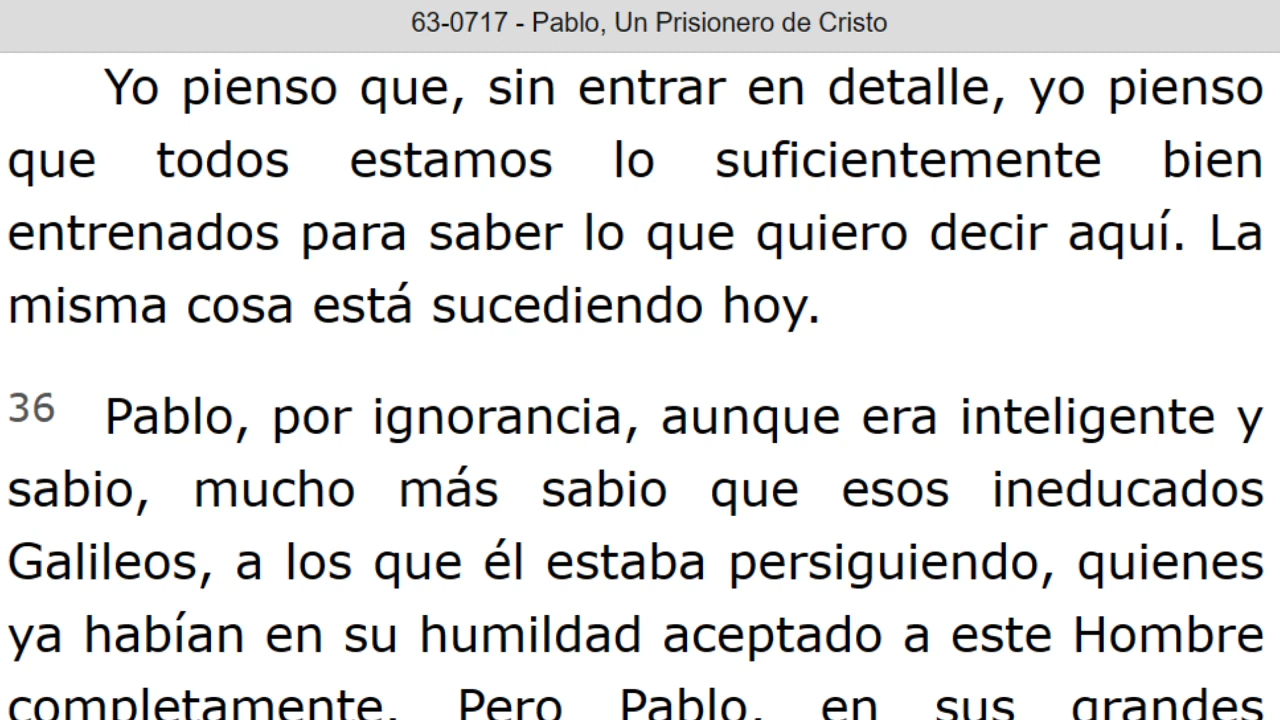 63-0717 - Pablo, Un Prisionero de Cristo
Yo pienso que, sin entrar en detalle, yo pienso
que todos estamos lo suficientemente bien
entrenados para saber lo que quiero decir aquí. La
misma cosa está sucediendo hoy.
36 Pablo, por ignorancia, aunque era inteligente y
sabio, mucho más sabio que esos ineducados
Galileos, a los que él estaba persiguiendo, quienes
ya habían en su humildad aceptado a este Hombre
completamente. Pero Pablo, en sus grandes